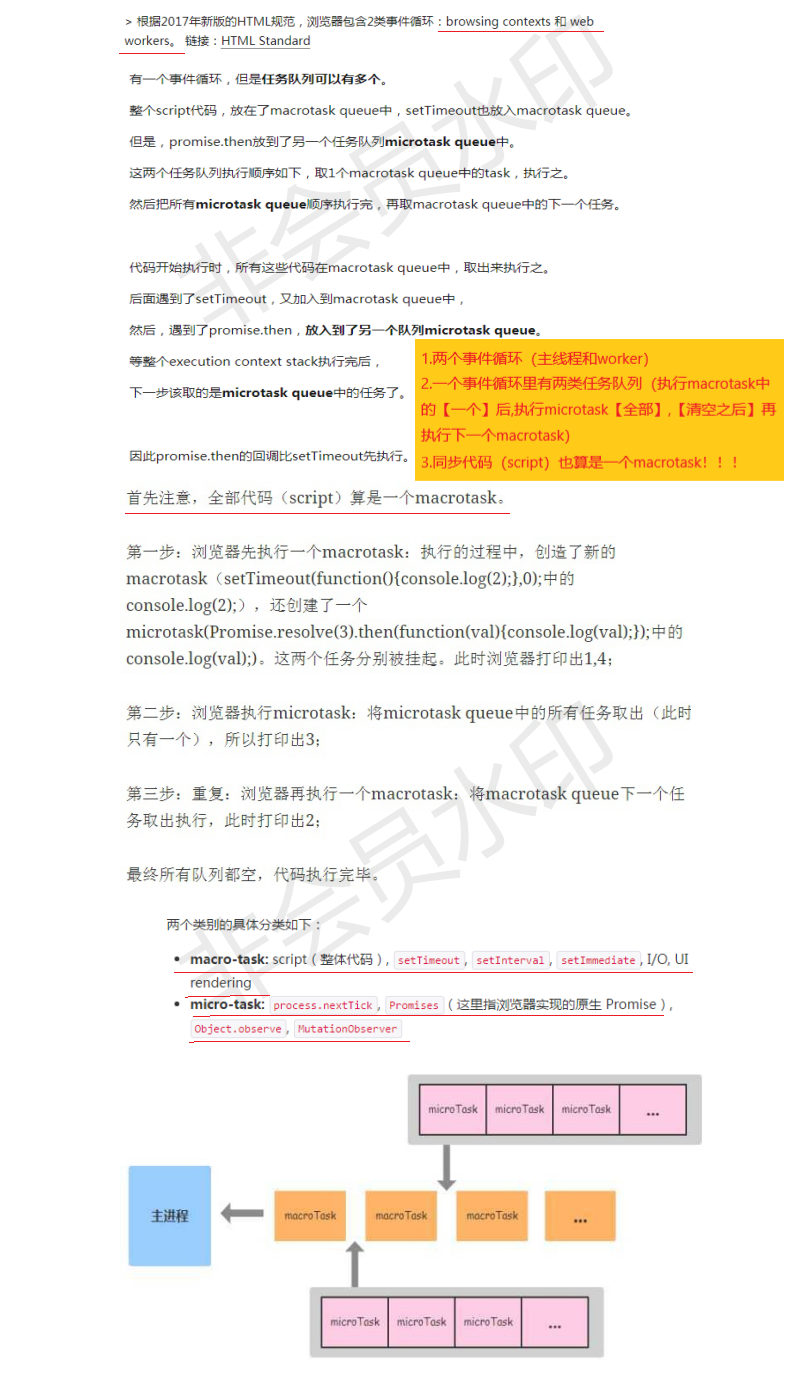 > 根据2017年新版的HTML规范，浏览器包含2类事件循环：browsing contexts 和 web
workers。 链接：HTML Standard
有一个事件循环，但是任务队列可以有多个。
整个script代码，放在了macrotask queue中，setTimeout也放入macrotask queue。
但是，promise.then放到了另一个任务队列microtask queue中。
这两个任务队列执行顺序如下，取1个macrotask queue中的task，执行之。
然后把所有microtask queue顺序执行完，再取macrotask queue中的下一个任务。
代码开始执行时，所有这些代码在macrotask queue中，取出来执行之。
后面遇到了setTimeout，又加入到macrotask queue中，
然后，遇到了promise.then，放入到了另一个队列microtask queue。
等整个execution context stack执行完后，
下一步该取的是microtask queue中的任务了。
因此promise.then的回调比setTimeout先执行。
1.两个事件循环（主线程和worker）
2.一个事件循环里有两类任务队列（执行macrotask中
的【一个】后,执行microtask【全部】,【清空之后】再
执行下一个macrotask）
3.同步代码（script）也算是一个macrotask！！！
首先注意，全部代码（script）算是一个macrotask。
第一步：浏览器先执行一个macrotask：执行的过程中，创造了新的
macrotask（setTimeout(function(){console.log(2);},0);中的
console.log(2);），还创建了一个
microtask(Promise.resolve(3).then(function(val){console.log(val);});中的
console.log(val);)。这两个任务分别被挂起。此时浏览器打印出1,4；
第二步：浏览器执行microtask：将microtask queue中的所有任务取出（此时
只有一个），所以打印出3；
第三步：重复：浏览器再执行一个macrotask：将macrotask queue下一个任
务取出执行，此时打印出2；
最终所有队列都空，代码执行完毕。
两个类别的具体分类如下：
• macro-task: script（整体代码）, setTimeout, setInterval, setImmediate, I/O, UI
rendering
• micro-task: process.nextTick, Promises（这里指浏览器实现的原生 Promise）,
Object.observe, MutationObserver
microTask microTask microTask ...
主进程 macroTask macroTask macroTask ...
microTask microTask microTask ...
非会员水印
非会员水印